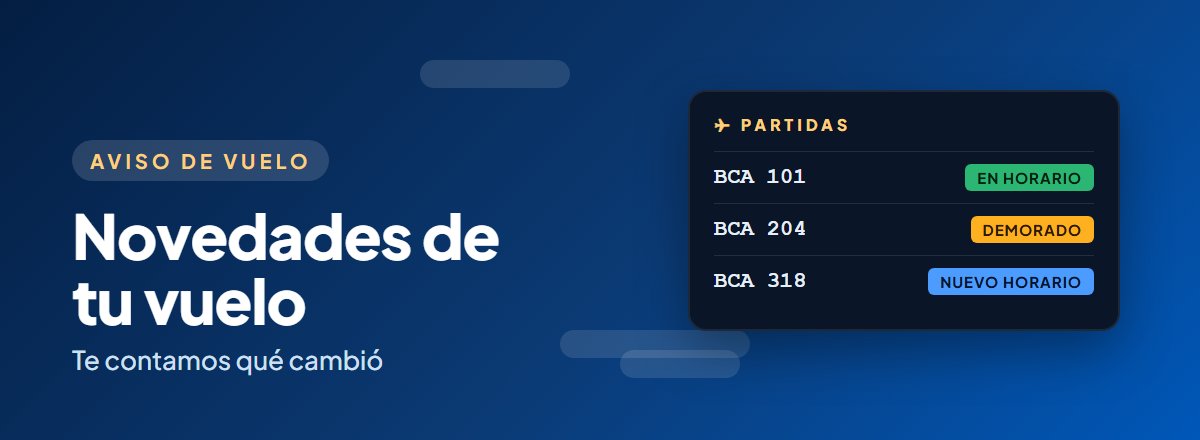 AVISO DE VUELO
Novedades de
tu vuelo
Te contamos qué cambió
✈ PARTIDAS
BCA 101 EN HORARIO
BCA 204 DEMORADO
BCA 318 NUEVO HORARIO